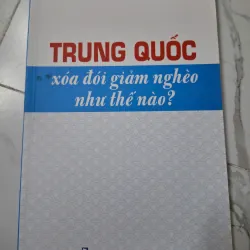 TRUNG QUỐC
xóa đói giảm nghèo
như thế nào?